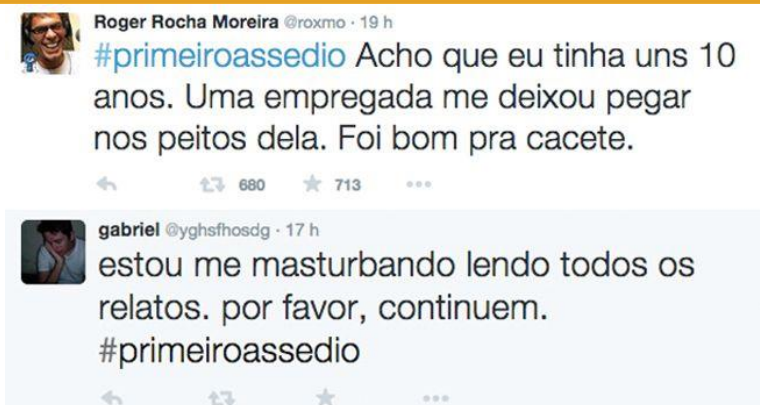 Roger Rocha Moreira @roxmo · 19 h
#primeiroassedio Acho que eu tinha uns 10
anos. Uma empregada me deixou pegar
nos peitos dela. Foi bom pra cacete.
680 713
gabriel @yghsfhosdg · 17 h
estou me masturbando lendo todos os
relatos. por favor, continuem.
#primeiroassedio